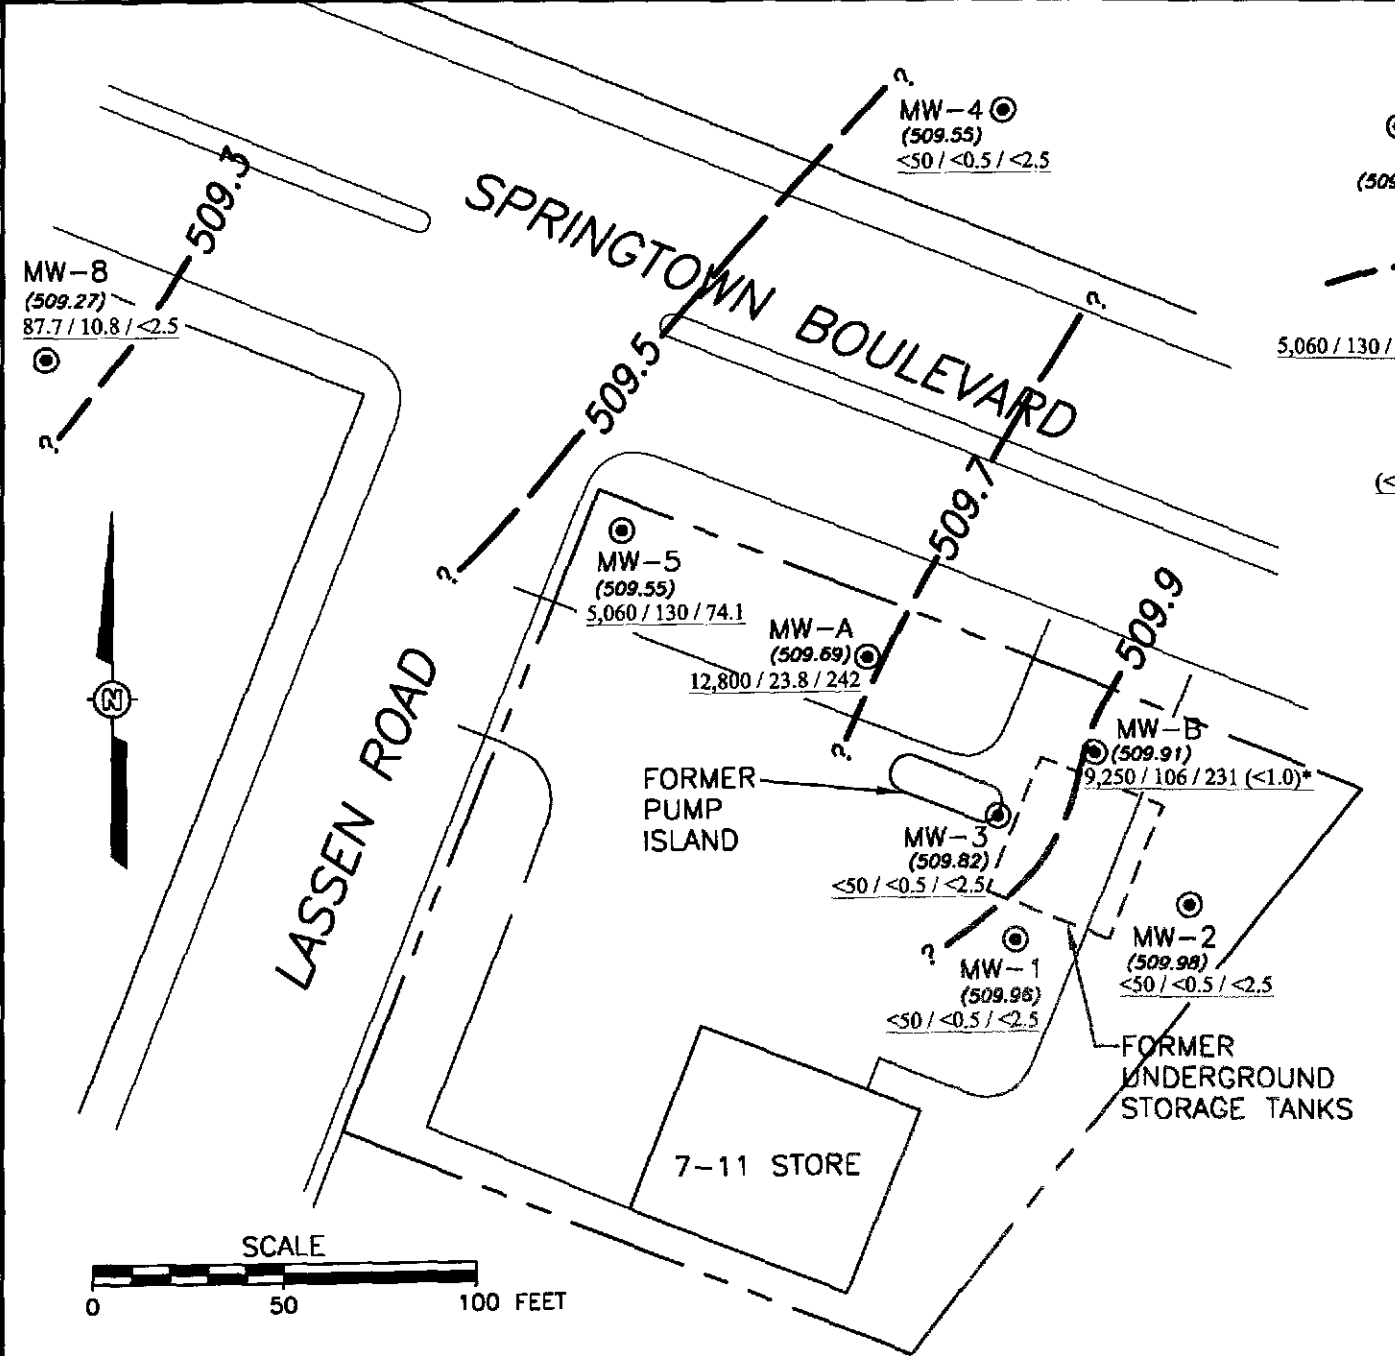 MW-4
(509.55)
<50 / <0.5 / <2.5
(509
509.3
SPRINGTOWN BOULEVARD
MW-8
(509.27)
87.7 / 10.8 / <2.5
?
?
5,060 / 130 /
509.5
?
509.7
(<
MW-5
(509.55)
5,060 / 130 / 74.1
?
509.9
MW-A
(509.69)
12,800 / 23.8 / 242
N
LASSEN ROAD
?
MW-B
(509.91)
9,250 / 106 / 231 (<1.0)*
FORMER
PUMP
ISLAND
MW-3
(509.82)
<50 / <0.5 / <2.5
?
MW-1
(509.96)
<50 / <0.5 / <2.5
MW-2
(509.98)
<50 / <0.5 / <2.5
?
FORMER
UNDERGROUND
STORAGE TANKS
7-11 STORE
SCALE
0 50 100 FEET